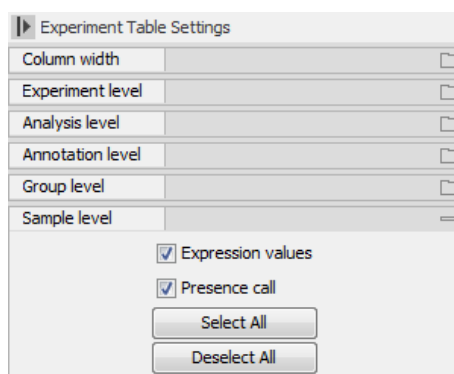 Experiment Table Settings
Column width
Experiment level
Analysis level
Annotation level
Group level
Sample level
Expression values
Presence call
Select All
Deselect All